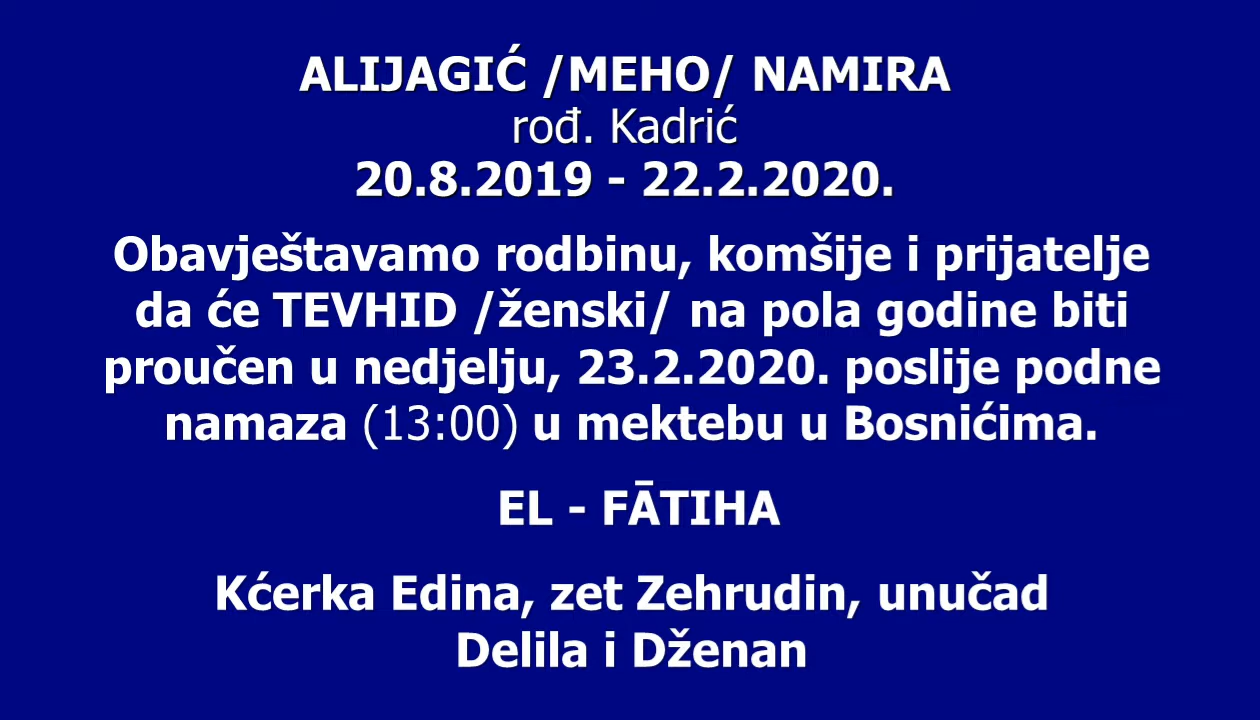 ALIJAGIĆ /MEHO/ NAMIRA
rođ. Kadrić
20.8.2019 - 22.2.2020.
Obavještavamo rodbinu, komšije i prijatelje
da će TEVHID /ženski/ na pola godine biti
proučen u nedjelju, 23.2.2020. poslije podne
namaza (13:00) u mektebu u Bosnićima.
EL - FĀTIHA
Kćerka Edina, zet Zehrudin, unučad
Delila i Dženan